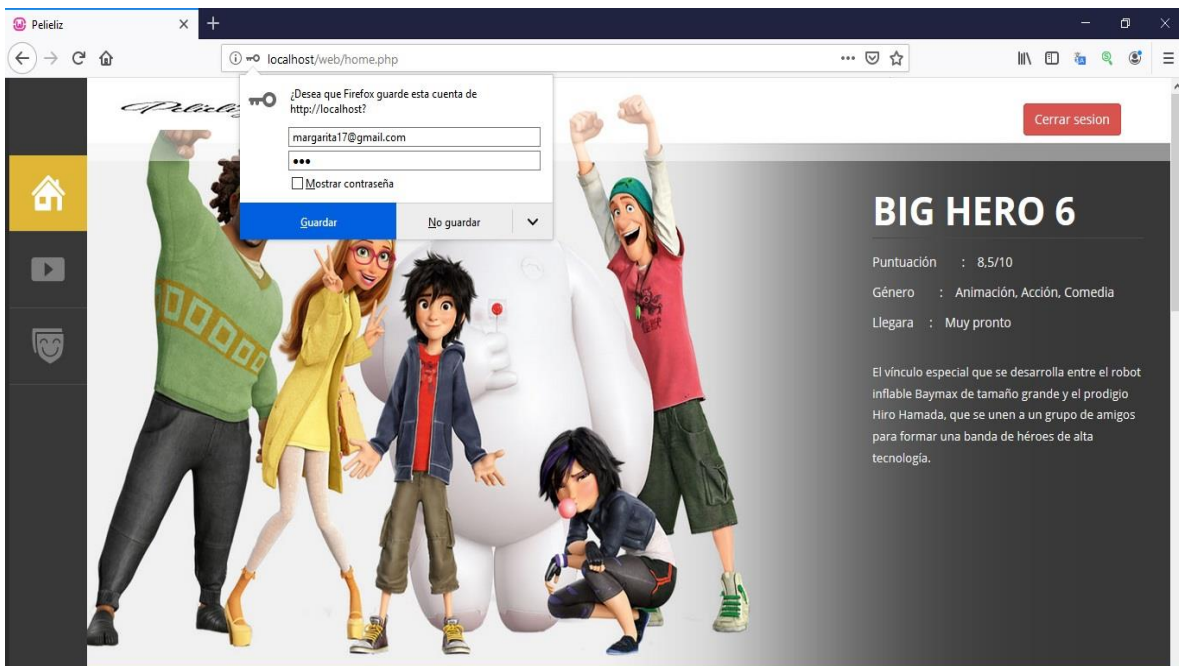 Pelieliz
localhost/web/home.php
Pelieliz
¿Desea que Firefox guarde esta cuenta de
http://localhost?
margarita17@gmail.com
Mostrar contraseña
Guardar
No guardar
Cerrar sesion
BIG HERO 6
Puntuación : 8,5/10
Género : Animación, Acción, Comedia
Llegara : Muy pronto
El vínculo especial que se desarrolla entre el robot
inflable Baymax de tamaño grande y el prodigio
Hiro Hamada, que se unen a un grupo de amigos
para formar una banda de héroes de alta
tecnología.